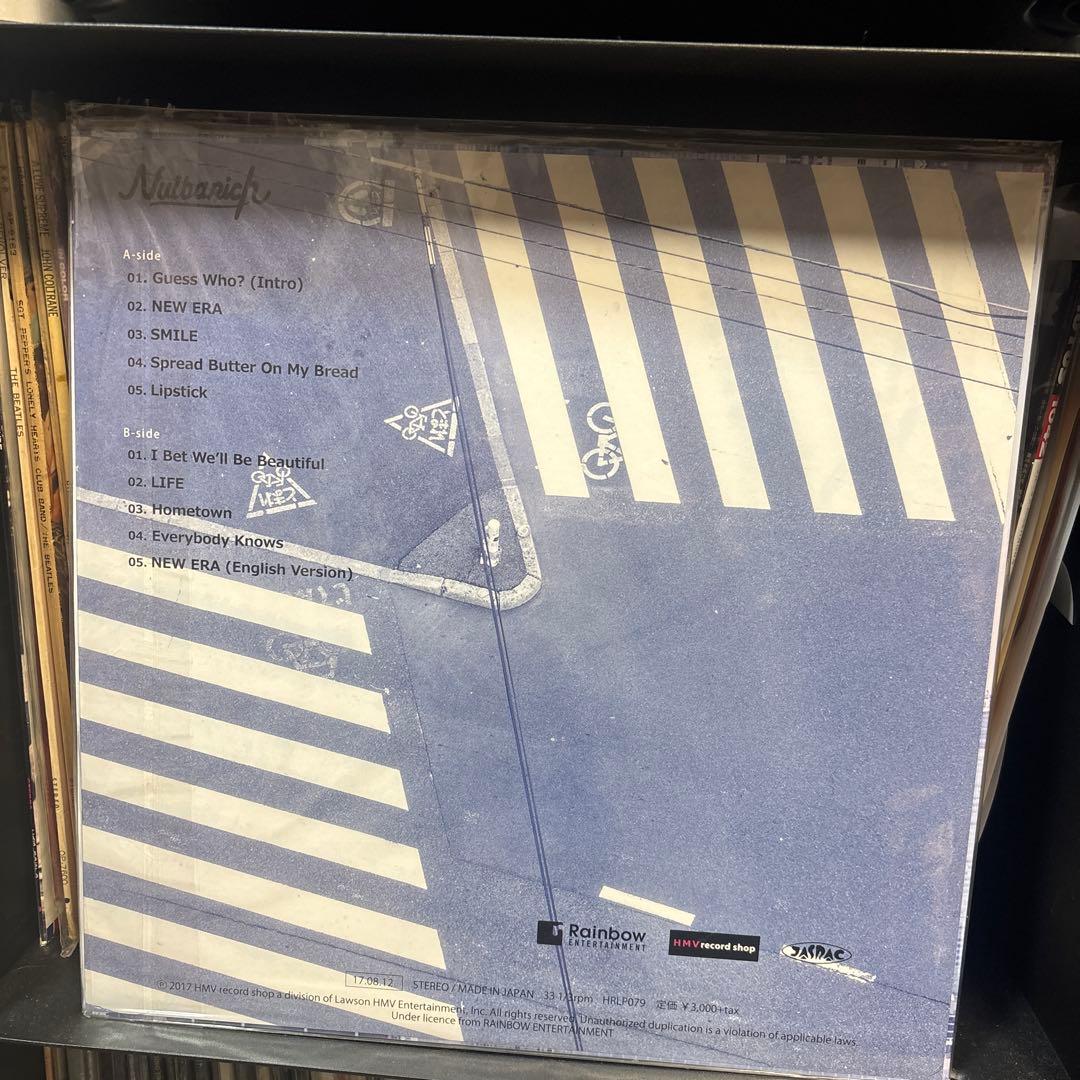 Nulbarich
A-side
01. Guess Who? (Intro)
02. NEW ERA
03. SMILE
04. Spread Butter On My Bread
05. Lipstick
B-side
01. I Bet We'll Be Beautiful
02. LIFE
03. Hometown
04. Everybody Knows
05. NEW ERA (English Version)
Rainbow
ENTERTAINMENT
HMV record shop
JASRAC
17.08.12 STEREO / MADE IN JAPAN 33 1/3rpm HRLP079 定価 ¥3,000+tax
℗ 2017 HMV record shop a division of Lawson HMV Entertainment, Inc. All rights reserved. Unauthorized duplication is a violation of applicable laws.
Under licence from RAINBOW ENTERTAINMENT
JOHN COLTRANE
SGT. PEPPER'S LONELY HEARTS CLUB BAND/THE BEATLES
THE BEATLES